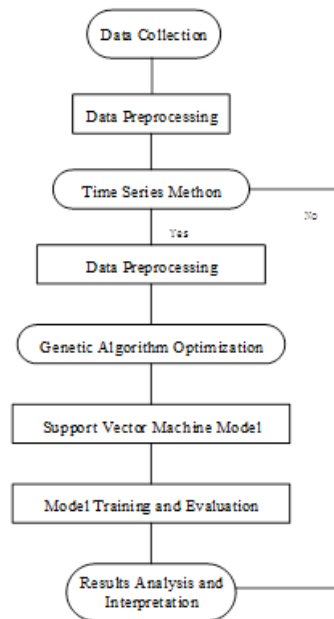 Data Collection
Data Preprocessing
Time Series Methon
No
Yes
Data Preprocessing
Genetic Algorithm Optimization
Support Vector Machine Model
Model Training and Evaluation
Results Analysis and
Interpretation